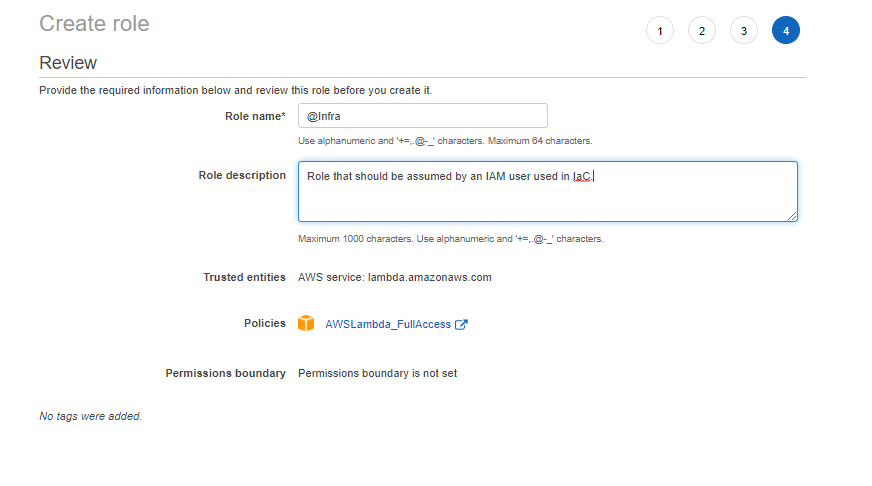 Create role
1 2 3 4
Review
Provide the required information below and review this role before you create it.
Role name* @Infra
Use alphanumeric and '+=,.@-_' characters. Maximum 64 characters.
Role description Role that should be assumed by an IAM user used in IaC.
Maximum 1000 characters. Use alphanumeric and '+=,.@-_' characters.
Trusted entities AWS service: lambda.amazonaws.com
Policies AWSLambda_FullAccess
Permissions boundary Permissions boundary is not set
No tags were added.